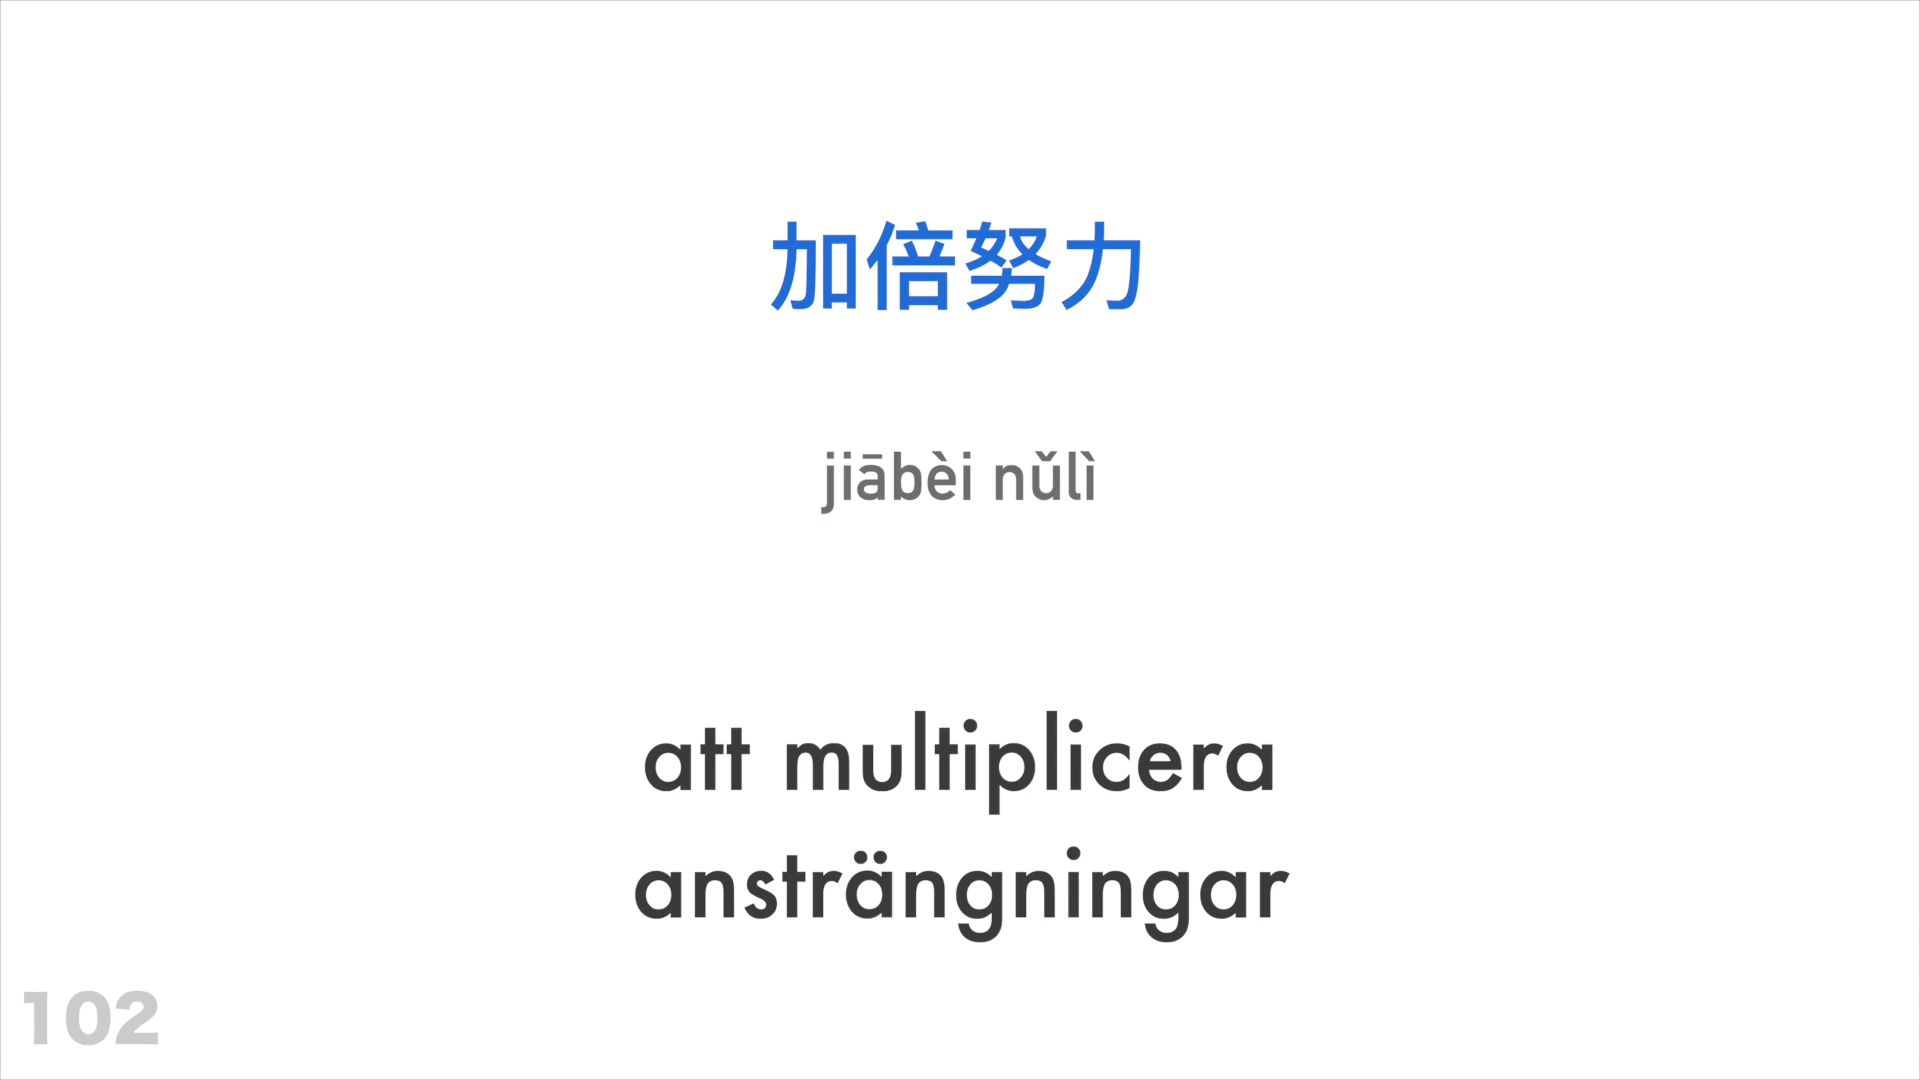 加倍努力
jiābèi nǔlì
att multiplicera
ansträngningar
102